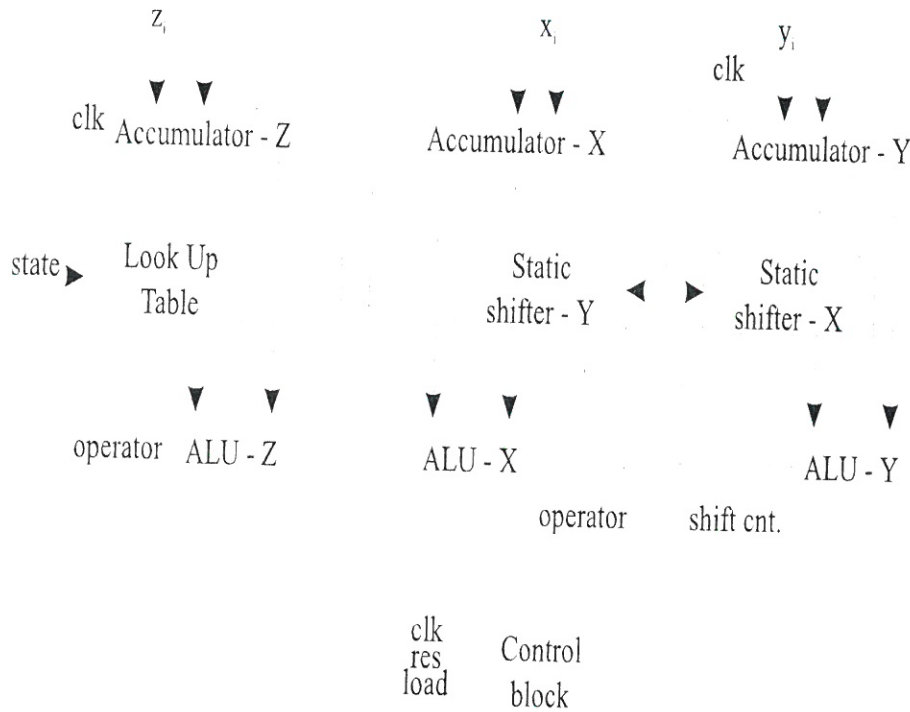 z i
x i
y i
clk
clk
Accumulator - Z
Accumulator - X
Accumulator - Y
state
Look Up
Table
Static
shifter - Y
Static
shifter - X
operator
ALU - Z
ALU - X
ALU - Y
operator
shift cnt.
clk
res
load
Control
block